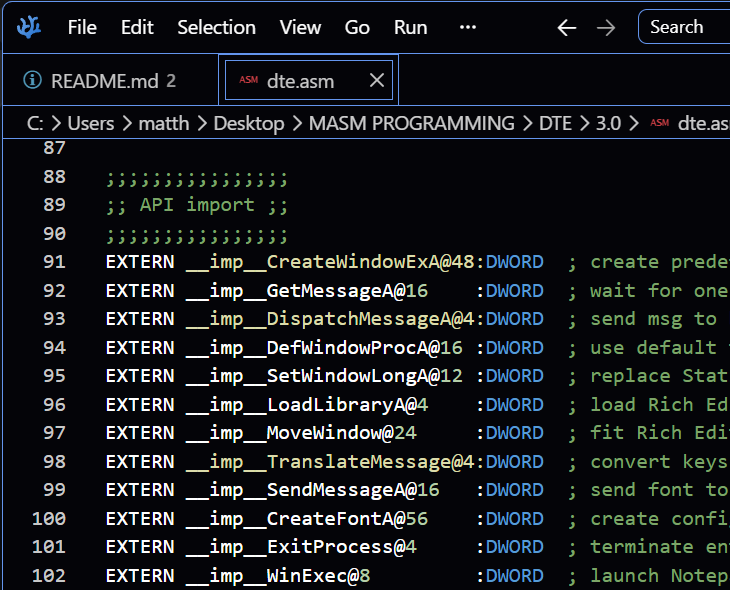 File Edit Selection View Go Run ··· ← → Search
README.md 2 ASM dte.asm ×
C: > Users > matth > Desktop > MASM PROGRAMMING > DTE > 3.0 > ASM dte.as
87
88 ;;;;;;;;;;;;;;;;
89 ;; API import ;;
90 ;;;;;;;;;;;;;;;;
91 EXTERN __imp__CreateWindowExA@48:DWORD ; create prede
92 EXTERN __imp__GetMessageA@16    :DWORD ; wait for one
93 EXTERN __imp__DispatchMessageA@4:DWORD ; send msg to
94 EXTERN __imp__DefWindowProcA@16 :DWORD ; use default
95 EXTERN __imp__SetWindowLongA@12 :DWORD ; replace Stat
96 EXTERN __imp__LoadLibraryA@4    :DWORD ; load Rich Ed
97 EXTERN __imp__MoveWindow@24     :DWORD ; fit Rich Edi
98 EXTERN __imp__TranslateMessage@4:DWORD ; convert keys
99 EXTERN __imp__SendMessageA@16   :DWORD ; send font to
100 EXTERN __imp__CreateFontA@56    :DWORD ; create config
101 EXTERN __imp__ExitProcess@4     :DWORD ; terminate en
102 EXTERN __imp__WinExec@8         :DWORD ; launch Notep